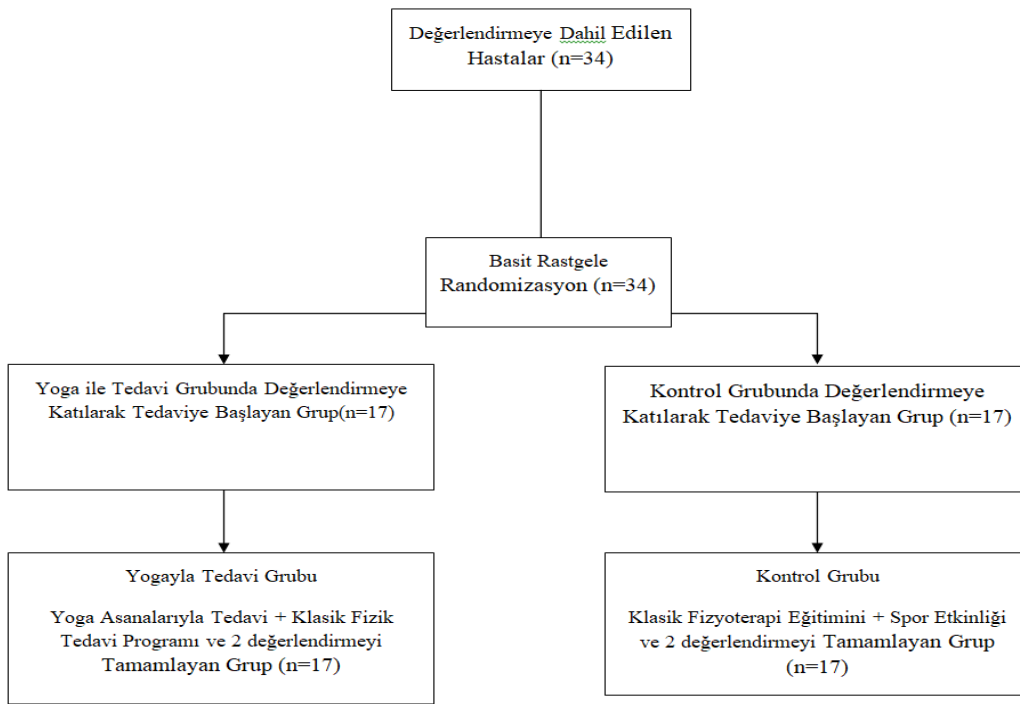 Değerlendirmeye Dahil Edilen
Hastalar (n=34)
Basit Rastgele
Randomizasyon (n=34)
Yoga ile Tedavi Grubunda Değerlendirmeye
Katılarak Tedaviye Başlayan Grup(n=17)
Kontrol Grubunda Değerlendirmeye
Katılarak Tedaviye Başlayan Grup (n=17)
Yogayla Tedavi Grubu
Yoga Asanalarıyla Tedavi + Klasik Fizik
Tedavi Programı ve 2 değerlendirmeyi
Tamamlayan Grup (n=17)
Kontrol Grubu
Klasik Fizyoterapi Eğitimini + Spor Etkinliği
ve 2 değerlendirmeyi Tamamlayan Grup
(n=17)